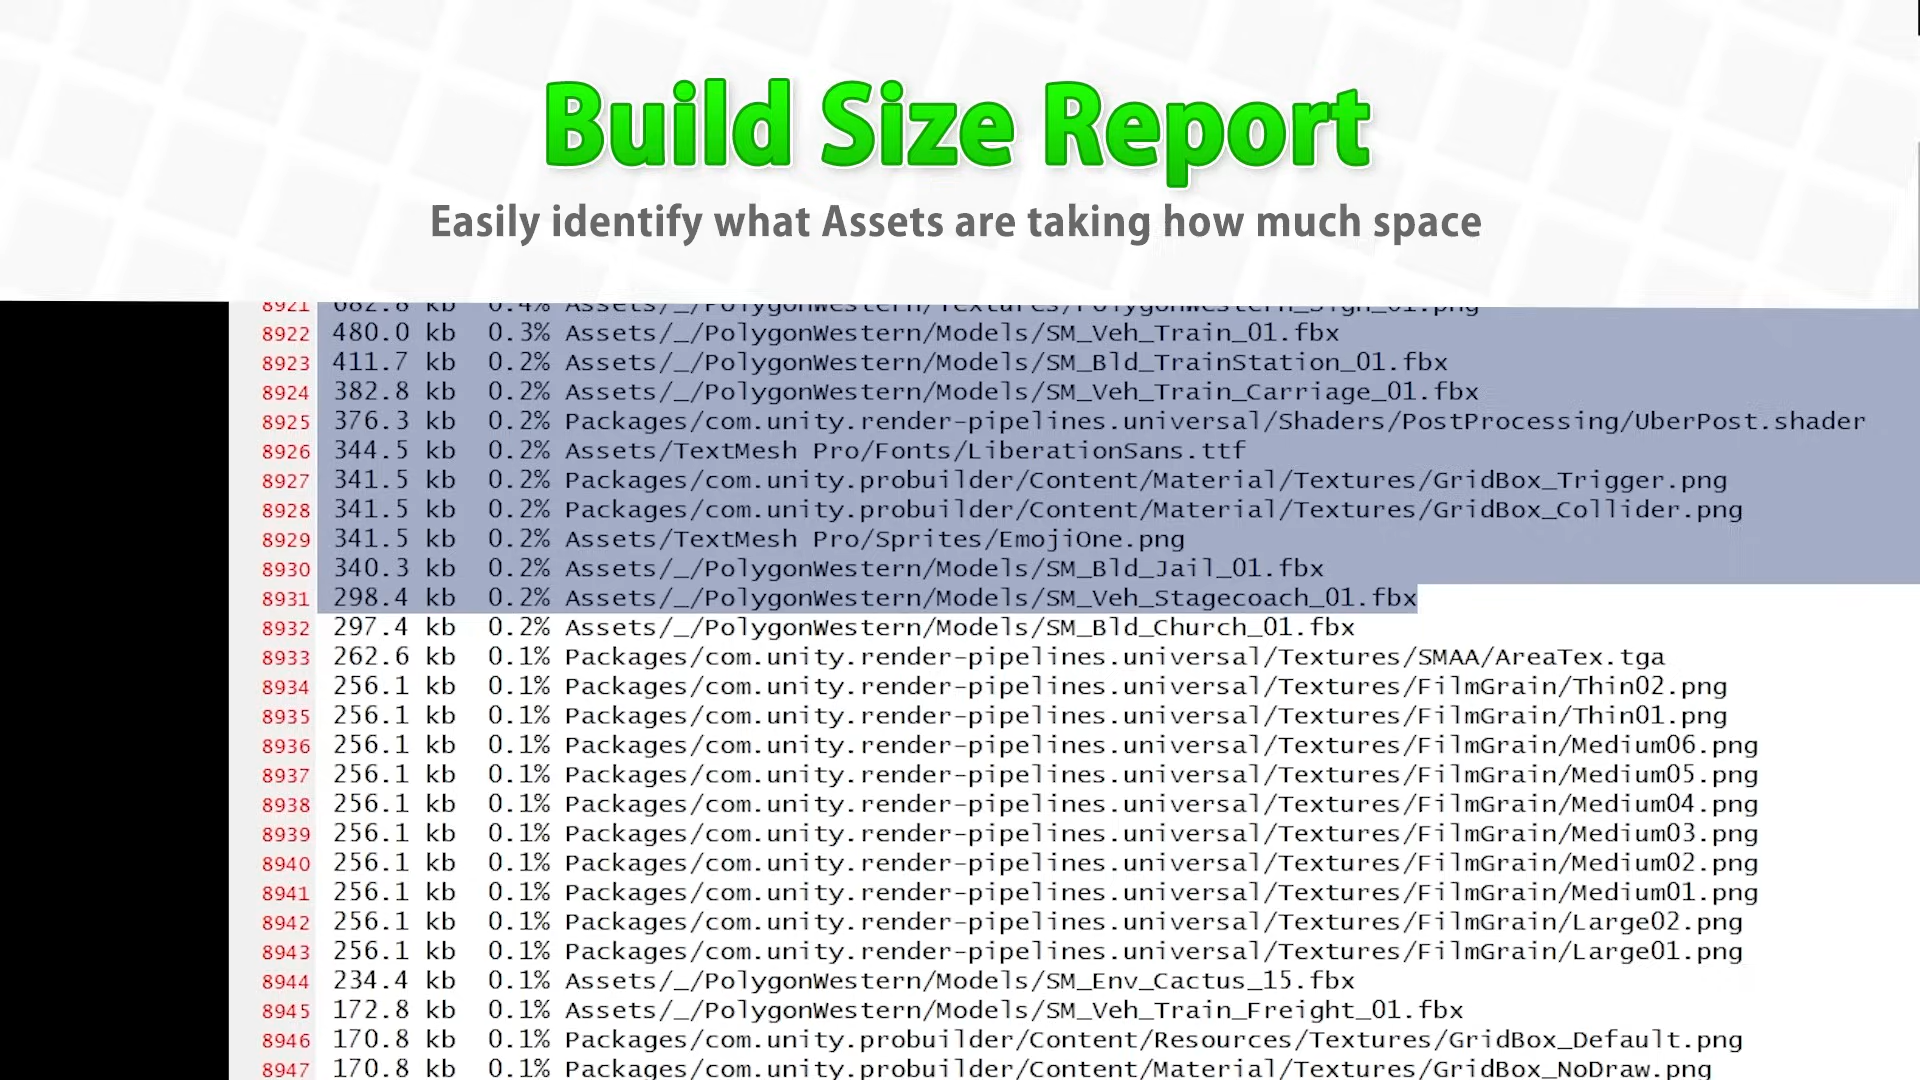 Build Size Report
Easily identify what Assets are taking how much space
8921 682.8 kb 0.4% Assets/_/PolygonWestern/Textures/PolygonWestern_Sign_01.png
8922 480.0 kb 0.3% Assets/_/PolygonWestern/Models/SM_Veh_Train_01.fbx
8923 411.7 kb 0.2% Assets/_/PolygonWestern/Models/SM_Bld_TrainStation_01.fbx
8924 382.8 kb 0.2% Assets/_/PolygonWestern/Models/SM_Veh_Train_Carriage_01.fbx
8925 376.3 kb 0.2% Packages/com.unity.render-pipelines.universal/Shaders/PostProcessing/UberPost.shader
8926 344.5 kb 0.2% Assets/TextMesh Pro/Fonts/LiberationSans.ttf
8927 341.5 kb 0.2% Packages/com.unity.probuilder/Content/Material/Textures/GridBox_Trigger.png
8928 341.5 kb 0.2% Packages/com.unity.probuilder/Content/Material/Textures/GridBox_Collider.png
8929 341.5 kb 0.2% Assets/TextMesh Pro/Sprites/EmojiOne.png
8930 340.3 kb 0.2% Assets/_/PolygonWestern/Models/SM_Bld_Jail_01.fbx
8931 298.4 kb 0.2% Assets/_/PolygonWestern/Models/SM_Veh_Stagecoach_01.fbx
8932 297.4 kb 0.2% Assets/_/PolygonWestern/Models/SM_Bld_Church_01.fbx
8933 262.6 kb 0.1% Packages/com.unity.render-pipelines.universal/Textures/SMAA/AreaTex.tga
8934 256.1 kb 0.1% Packages/com.unity.render-pipelines.universal/Textures/FilmGrain/Thin02.png
8935 256.1 kb 0.1% Packages/com.unity.render-pipelines.universal/Textures/FilmGrain/Thin01.png
8936 256.1 kb 0.1% Packages/com.unity.render-pipelines.universal/Textures/FilmGrain/Medium06.png
8937 256.1 kb 0.1% Packages/com.unity.render-pipelines.universal/Textures/FilmGrain/Medium05.png
8938 256.1 kb 0.1% Packages/com.unity.render-pipelines.universal/Textures/FilmGrain/Medium04.png
8939 256.1 kb 0.1% Packages/com.unity.render-pipelines.universal/Textures/FilmGrain/Medium03.png
8940 256.1 kb 0.1% Packages/com.unity.render-pipelines.universal/Textures/FilmGrain/Medium02.png
8941 256.1 kb 0.1% Packages/com.unity.render-pipelines.universal/Textures/FilmGrain/Medium01.png
8942 256.1 kb 0.1% Packages/com.unity.render-pipelines.universal/Textures/FilmGrain/Large02.png
8943 256.1 kb 0.1% Packages/com.unity.render-pipelines.universal/Textures/FilmGrain/Large01.png
8944 234.4 kb 0.1% Assets/_/PolygonWestern/Models/SM_Env_Cactus_15.fbx
8945 172.8 kb 0.1% Assets/_/PolygonWestern/Models/SM_Veh_Train_Freight_01.fbx
8946 170.8 kb 0.1% Packages/com.unity.probuilder/Content/Resources/Textures/GridBox_Default.png
8947 170.8 kb 0.1% Packages/com.unity.probuilder/Content/Material/Textures/GridBox_NoDraw.png